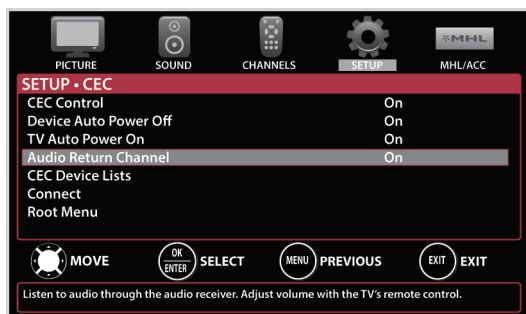 MHL
PICTURE SOUND CHANNELS SETUP MHL/ACC
SETUP • CEC
CEC Control On
Device Auto Power Off On
TV Auto Power On On
Audio Return Channel On
CEC Device Lists
Connect
Root Menu
MOVE OK ENTER SELECT MENU PREVIOUS EXIT EXIT
Listen to audio through the audio receiver. Adjust volume with the TV's remote control.